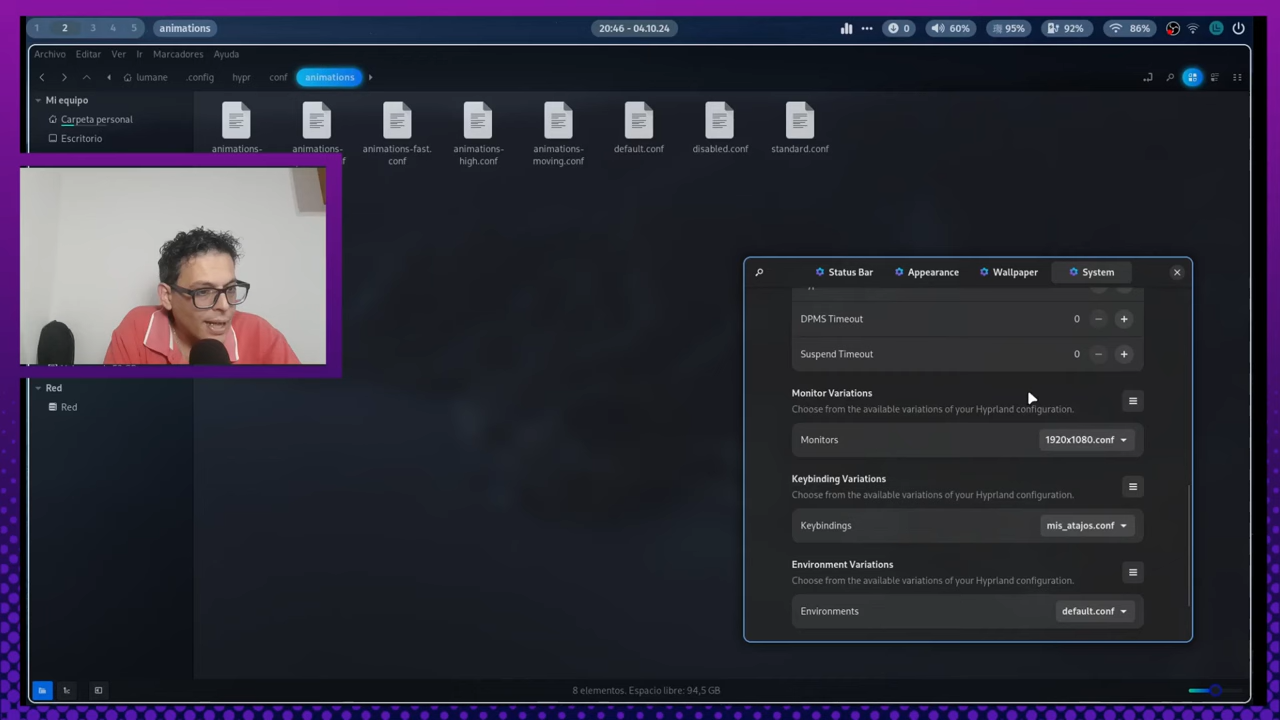 1 2 3 4 5 animations 20:46 - 04.10.24 0 60% 95% 92% 86%
Archivo Editar Ver Ir Marcadores Ayuda
lumane .config hypr conf animations
Mi equipo
Carpeta personal
Escritorio
Red
Red
animations-
animations-
animations-fast.
conf
animations-
high.conf
animations-
moving.conf
default.conf
disabled.conf
standard.conf
Status Bar Appearance Wallpaper System
DPMS Timeout 0
Suspend Timeout 0
Monitor Variations
Choose from the available variations of your Hyprland configuration.
Monitors 1920x1080.conf
Keybinding Variations
Choose from the available variations of your Hyprland configuration.
Keybindings mis_atajos.conf
Environment Variations
Choose from the available variations of your Hyprland configuration.
Environments default.conf
8 elementos. Espacio libre: 94,5 GB